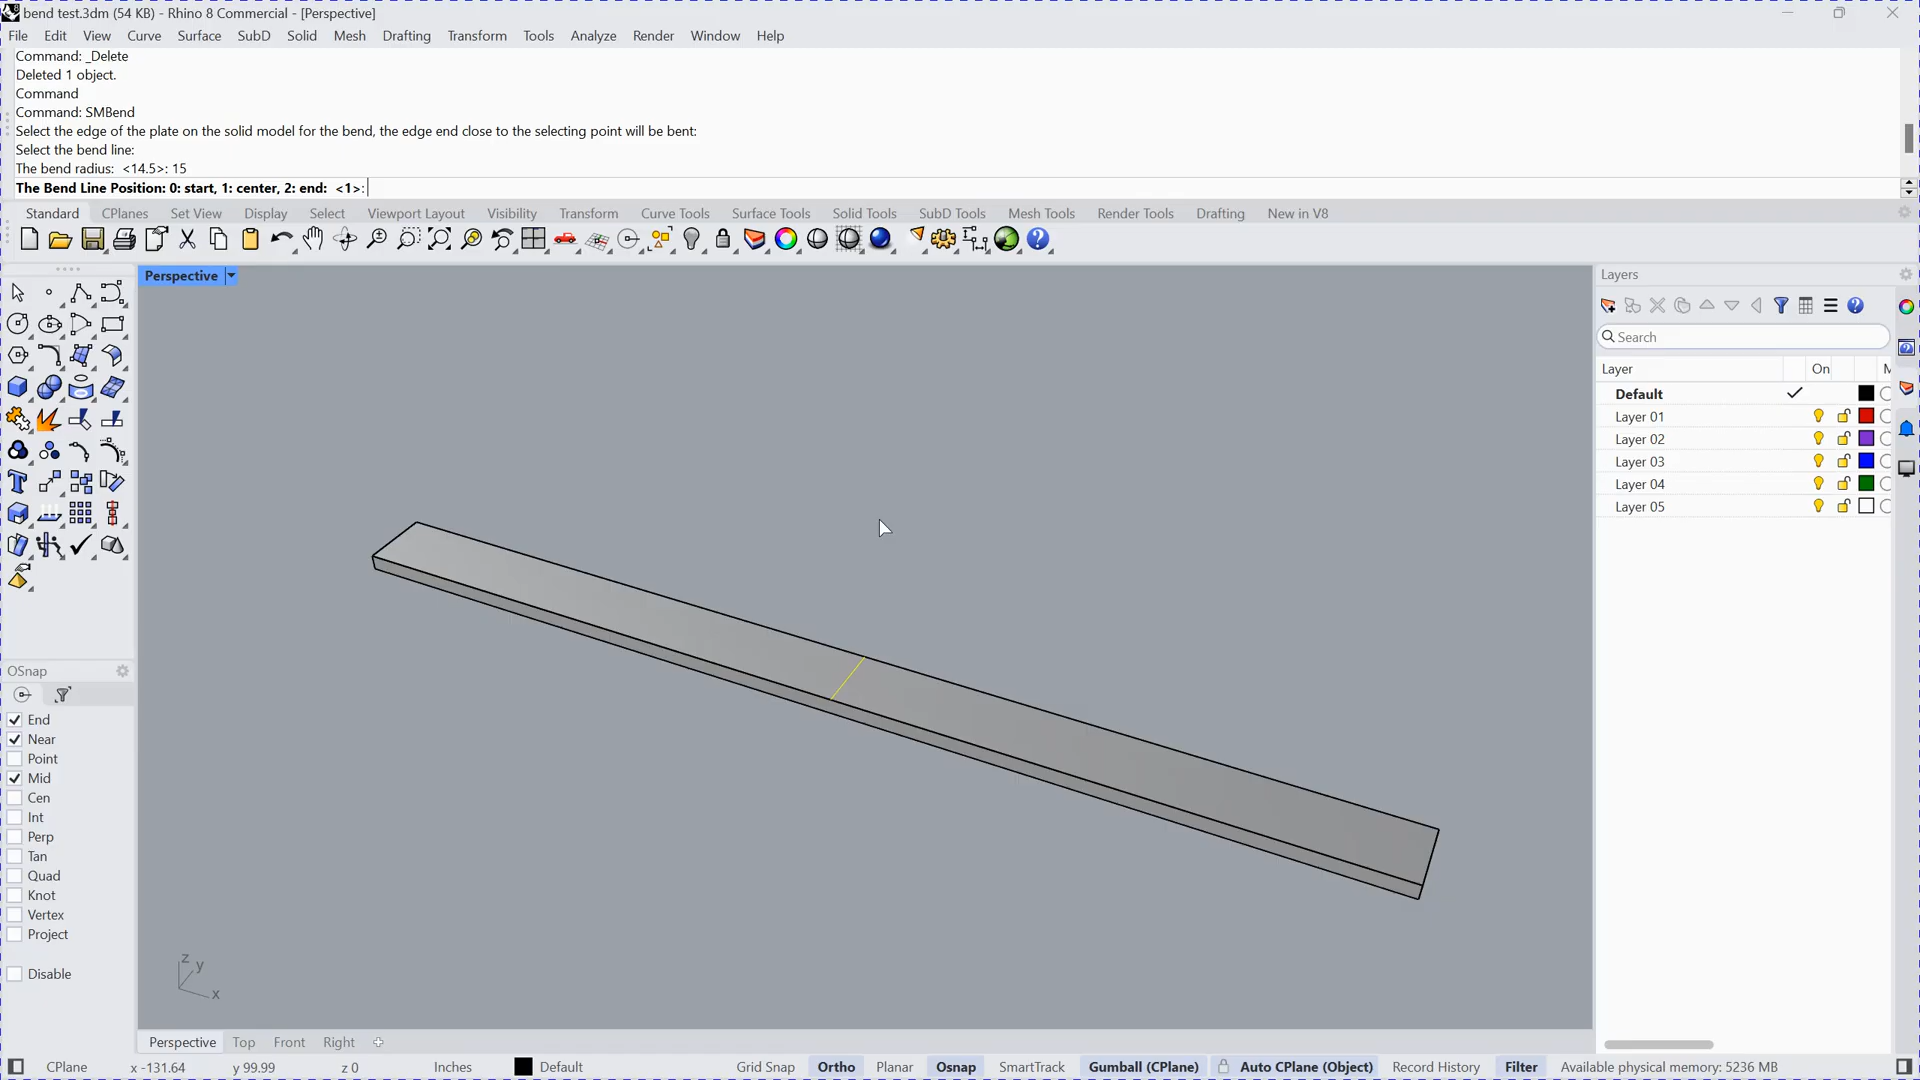 bend test.3dm (54 KB) - Rhino 8 Commercial - [Perspective]
File Edit View Curve Surface SubD Solid Mesh Drafting Transform Tools Analyze Render Window Help
Command: _Delete
Deleted 1 object.
Command
Command: SMBend
Select the edge of the plate on the solid model for the bend, the edge end close to the selecting point will be bent:
Select the bend line:
The bend radius: <14.5>: 15
The Bend Line Position: 0: start, 1: center, 2: end: <1>:
Standard CPlanes Set View Display Select Viewport Layout Visibility Transform Curve Tools Surface Tools Solid Tools SubD Tools Mesh Tools Render Tools Drafting New in V8
Perspective
Layers
Search
Layer On M
Default
Layer 01
Layer 02
Layer 03
Layer 04
Layer 05
OSnap
End
Near
Point
Mid
Cen
Int
Perp
Tan
Quad
Knot
Vertex
Project
Disable
z
y
x
Perspective Top Front Right
CPlane x -131.64 y 99.99 z 0 Inches Default Grid Snap Ortho Planar Osnap SmartTrack Gumball (CPlane) Auto CPlane (Object) Record History Filter Available physical memory: 5236 MB